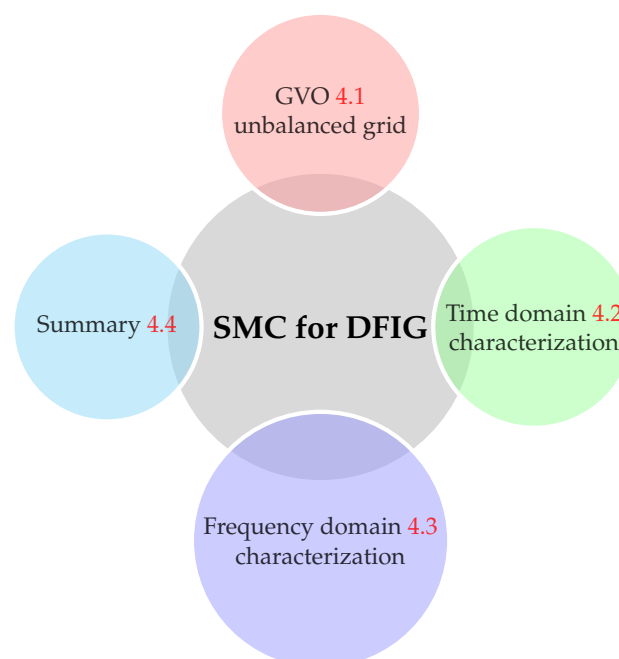 GVO 4.1
unbalanced grid
Summary 4.4
SMC for DFIG
Time domain 4.2
characterization
Frequency domain 4.3
characterization